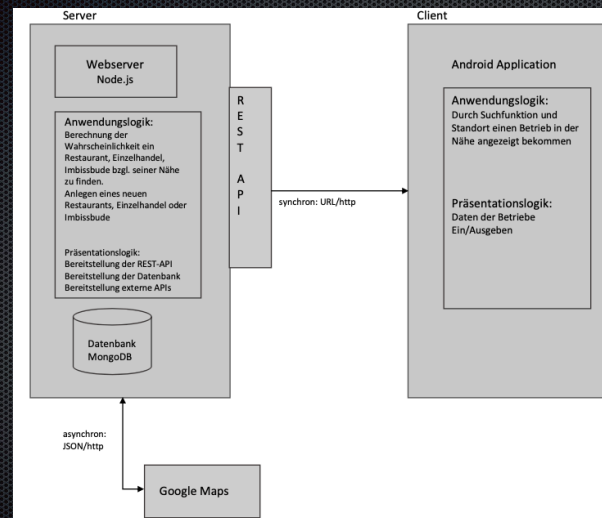 Server
Webserver
Node.js
Anwendungslogik:
Berechnung der
Wahrscheinlichkeit ein
Restaurant, Einzelhandel,
Imbissbude bzgl. seiner Nähe
zu finden.
Anlegen eines neuen
Restaurants, Einzelhandel oder
Imbissbude
Präsentationslogik:
Bereitstellung der REST-API
Bereitstellung der Datenbank
Bereitstellung externe APIs
Datenbank
MongoDB
R
E
S
T
A
P
I
synchron: URL/http
Client
Android Application
Anwendungslogik:
Durch Suchfunktion und
Standort einen Betrieb in der
Nähe angezeigt bekommen
Präsentationslogik:
Daten der Betriebe
Ein/Ausgeben
asynchron:
JSON/http
Google Maps